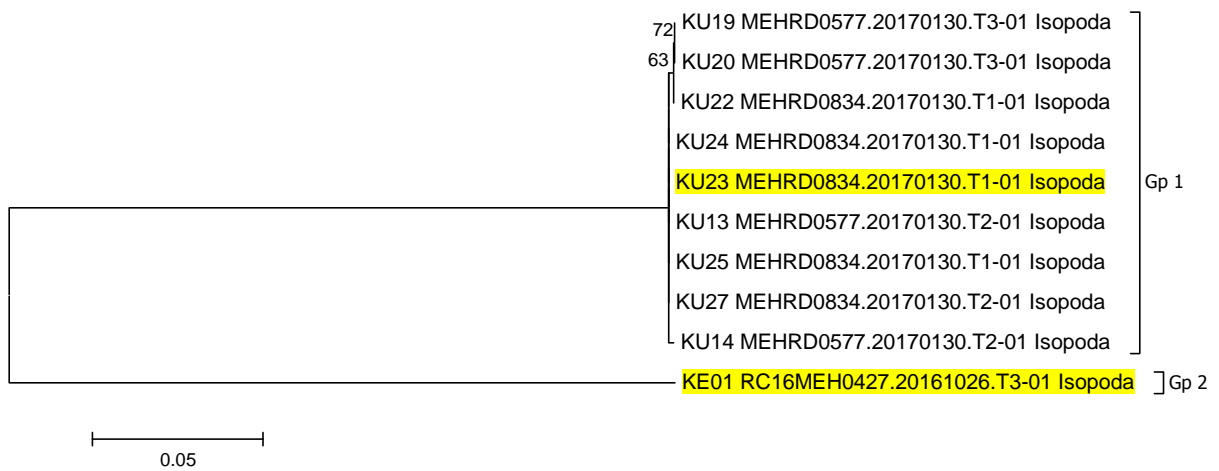 72
KU19 MEHRD0577.20170130.T3-01 Isopoda
63
KU20 MEHRD0577.20170130.T3-01 Isopoda
KU22 MEHRD0834.20170130.T1-01 Isopoda
KU24 MEHRD0834.20170130.T1-01 Isopoda
KU23 MEHRD0834.20170130.T1-01 Isopoda
Gp 1
KU13 MEHRD0577.20170130.T2-01 Isopoda
KU25 MEHRD0834.20170130.T1-01 Isopoda
KU27 MEHRD0834.20170130.T2-01 Isopoda
KU14 MEHRD0577.20170130.T2-01 Isopoda
KE01 RC16MEH0427.20161026.T3-01 Isopoda
Gp 2
0.05